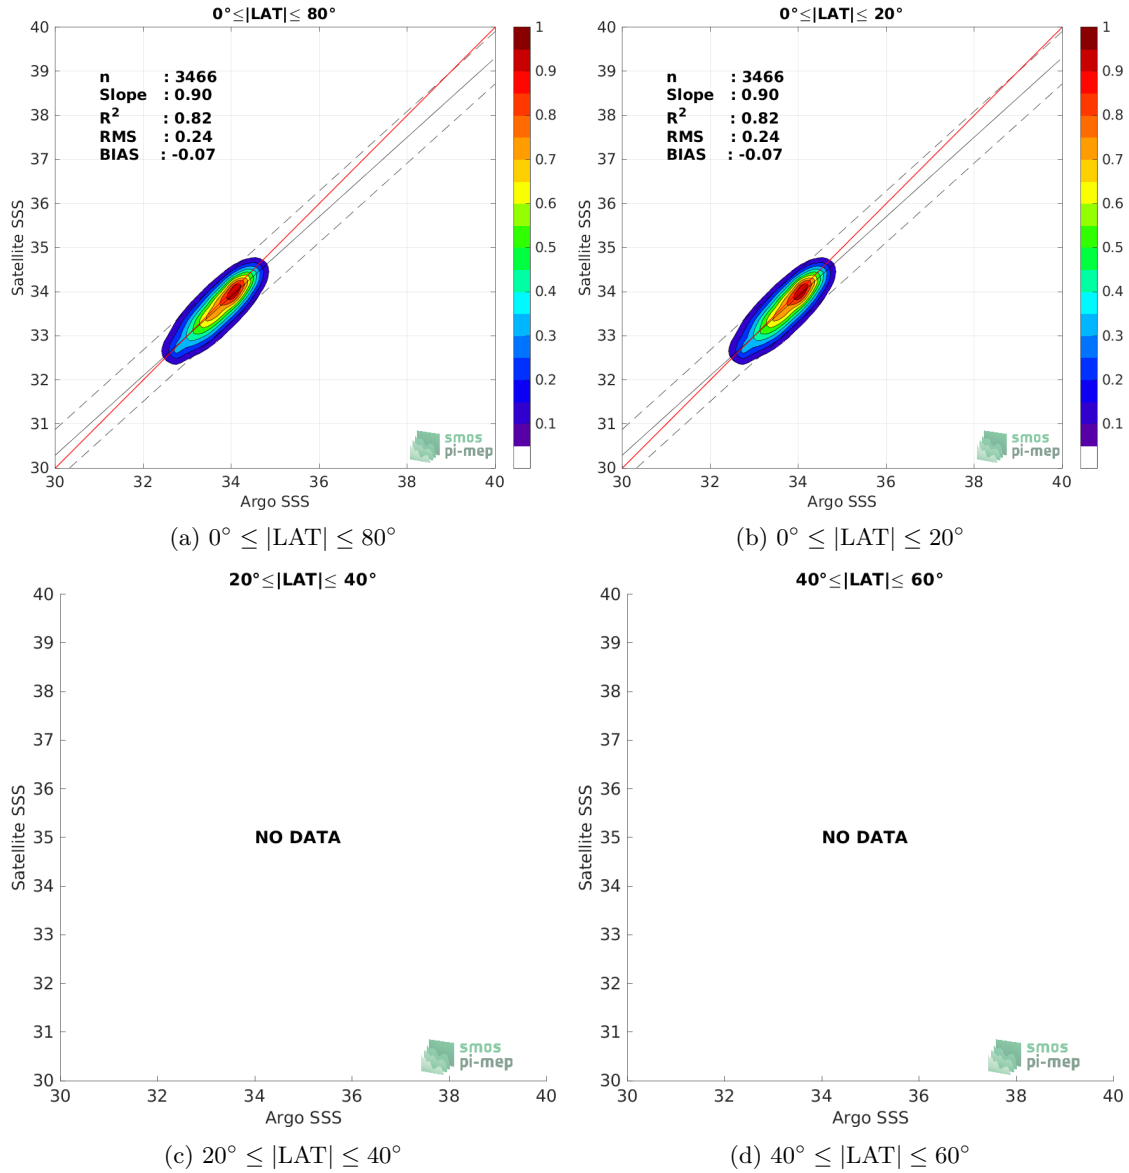 0°≤|LAT|≤ 80°
40
39
38
37
36
35
34
33
32
31
30
Satellite SSS
n : 3466
Slope : 0.90
R² : 0.82
RMS : 0.24
BIAS : -0.07
smos
pi-mep
30 32 34 36 38 40
Argo SSS
1
0.9
0.8
0.7
0.6
0.5
0.4
0.3
0.2
0.1
(a) 0° ≤ |LAT| ≤ 80°
0°≤|LAT|≤ 20°
40
39
38
37
36
35
34
33
32
31
30
Satellite SSS
n : 3466
Slope : 0.90
R² : 0.82
RMS : 0.24
BIAS : -0.07
smos
pi-mep
30 32 34 36 38 40
Argo SSS
1
0.9
0.8
0.7
0.6
0.5
0.4
0.3
0.2
0.1
(b) 0° ≤ |LAT| ≤ 20°
20°≤|LAT|≤ 40°
40
39
38
37
36
35
34
33
32
31
30
Satellite SSS
NO DATA
smos
pi-mep
30 32 34 36 38 40
Argo SSS
(c) 20° ≤ |LAT| ≤ 40°
40°≤|LAT|≤ 60°
40
39
38
37
36
35
34
33
32
31
30
Satellite SSS
NO DATA
smos
pi-mep
30 32 34 36 38 40
Argo SSS
(d) 40° ≤ |LAT| ≤ 60°